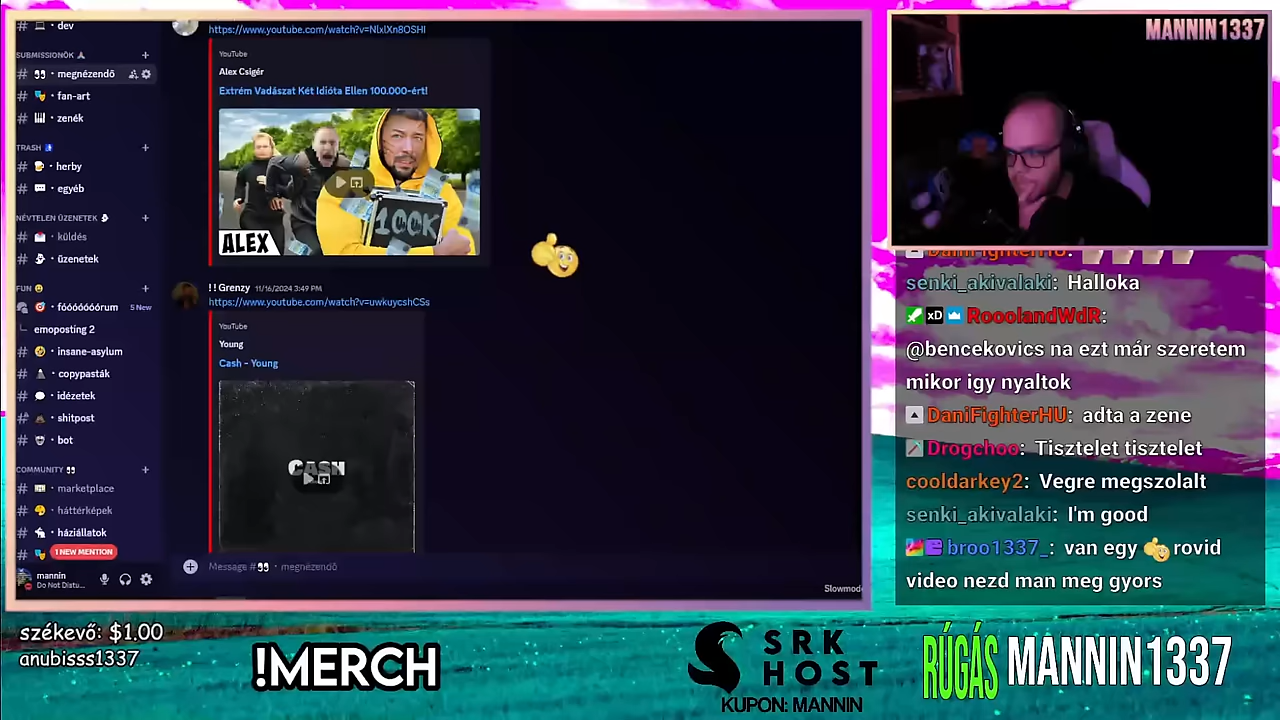 dev
SUBMISSIONÖK
megnézendő
fan-art
zenék
TRASH
herby
egyéb
NÉVTELEN ÜZENETEK
küldés
üzenetek
FUN
fóóóóóóórum
5 New
emoposting 2
insane-asylum
copypasták
idézetek
shitpost
bot
COMMUNITY
marketplace
háttérképek
háziállatok
1 NEW MENTION
mannin
Do Not Distu...
https://www.youtube.com/watch?v=NlxlXn8OSHI
YouTube
Alex Csigér
Extrém Vadászat Két Idióta Ellen 100.000-ért!
100K
ALEX
!! Grenzy 11/16/2024 3:49 PM
https://www.youtube.com/watch?v=uwkuycshCSs
YouTube
Young
Cash - Young
CASH
Message # · megnézendő
Slowmode
MANNIN1337
DaniFighterHU:
senki_akivalaki: Halloka
xD RooolandWdR:
@bencekovics na ezt már szeretem
mikor igy nyaltok
DaniFighterHU: adta a zene
Drogchoo: Tisztelet tisztelet
cooldarkey2: Vegre megszolalt
senki_akivalaki: I'm good
broo1337_: van egy rovid
video nezd man meg gyors
székevő: $1.00
anubisss1337
!MERCH
SRK
HOST
KUPON: MANNIN
RÚGÁS MANNIN1337